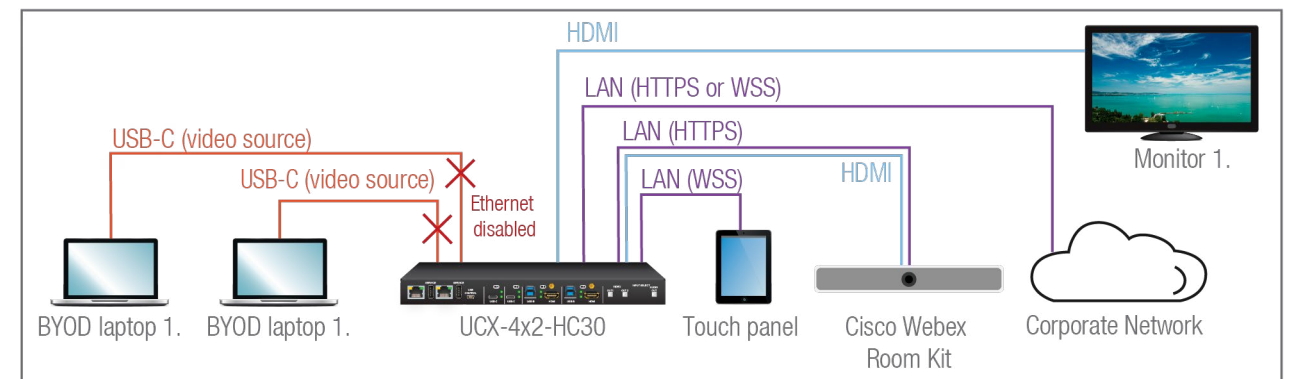 HDMI
LAN (HTTPS or WSS)
USB-C (video source)
LAN (HTTPS)
Monitor 1.
USB-C (video source)
LAN (WSS)
HDMI
Ethernet
disabled
BYOD laptop 1.
BYOD laptop 1.
UCX-4x2-HC30
Touch panel
Cisco Webex
Room Kit
Corporate Network